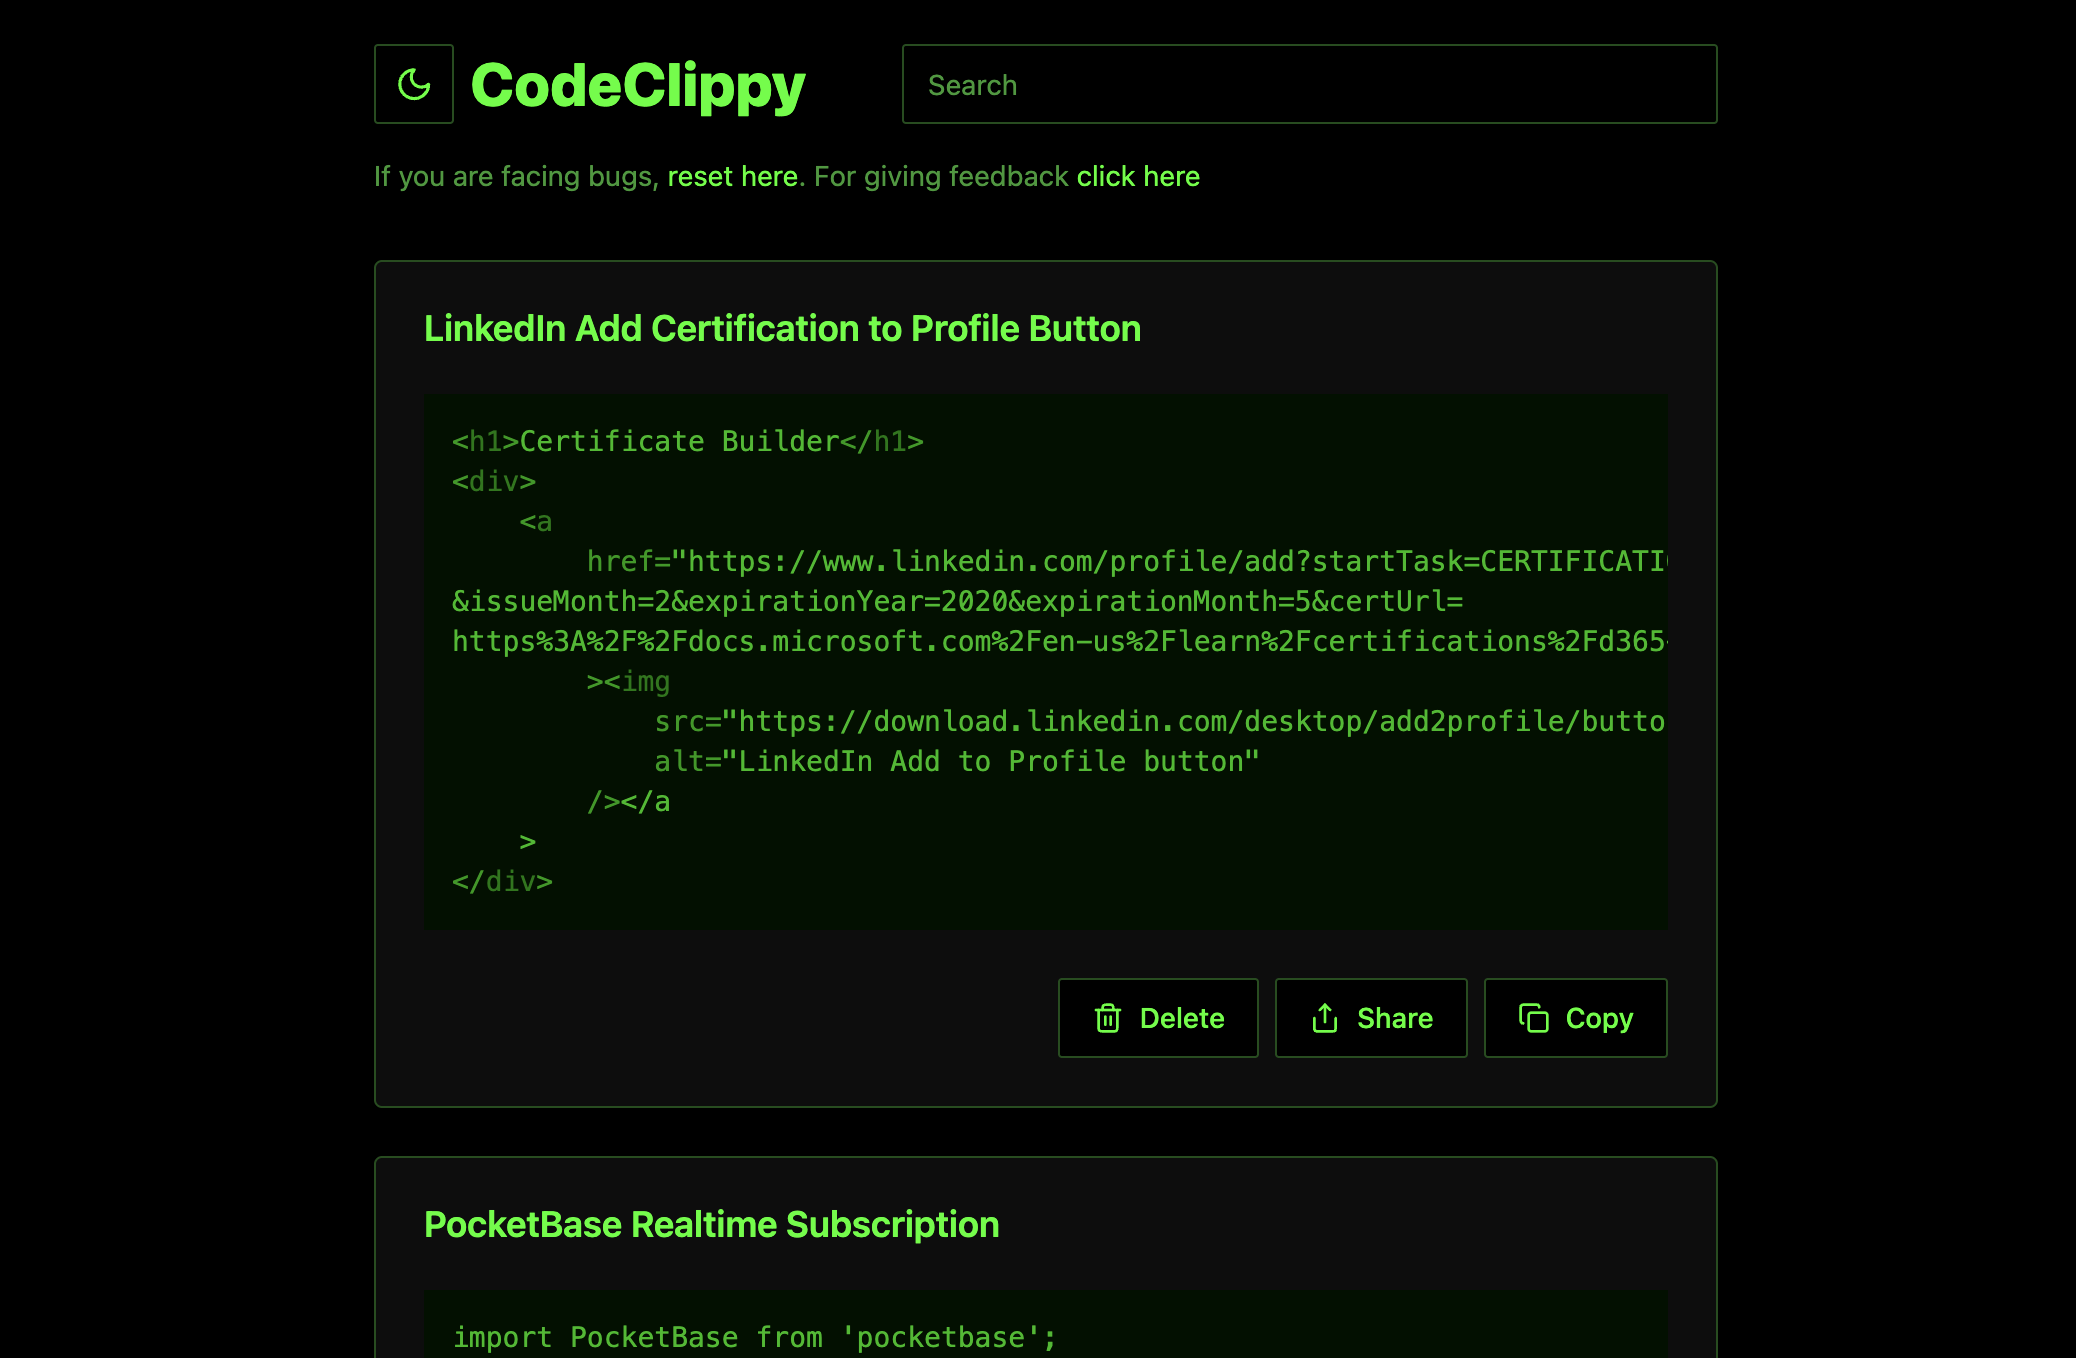 CodeClippy
Search
If you are facing bugs, reset here. For giving feedback click here
LinkedIn Add Certification to Profile Button
<h1>Certificate Builder</h1>
<div>
    <a
        href="https://www.linkedin.com/profile/add?startTask=CERTIFICATI
&issueMonth=2&expirationYear=2020&expirationMonth=5&certUrl=
https%3A%2F%2Fdocs.microsoft.com%2Fen-us%2Flearn%2Fcertifications%2Fd365-
        ><img
            src="https://download.linkedin.com/desktop/add2profile/butto
            alt="LinkedIn Add to Profile button"
        /></a
    >
</div>
Delete
Share
Copy
PocketBase Realtime Subscription
import PocketBase from 'pocketbase';